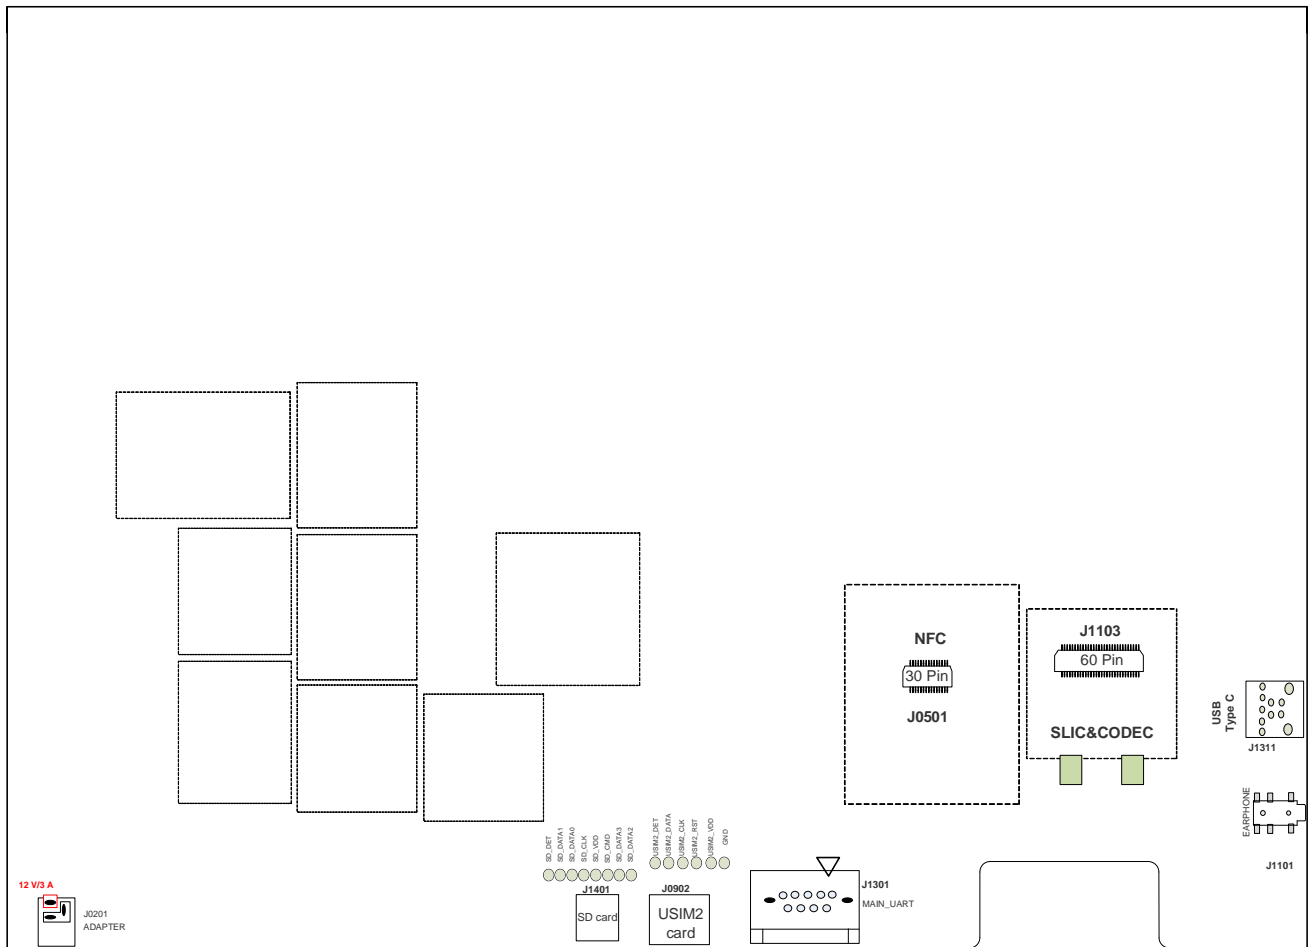 NFC
30 Pin
J0501
J1103
60 Pin
SLIC&CODEC
USB
Type C
J1311
EARPHONE
J1101
SD_DET
SD_DATA1
SD_DATA0
SD_CLK
SD_VDD
SD_CMD
SD_DATA3
SD_DATA2
USIM2_DET
USIM2_DATA
USIM2_CLK
USIM2_RST
USIM2_VDD
GND
12 V/3 A
J0201
ADAPTER
J1401
SD card
J0902
USIM2
card
J1301
MAIN_UART